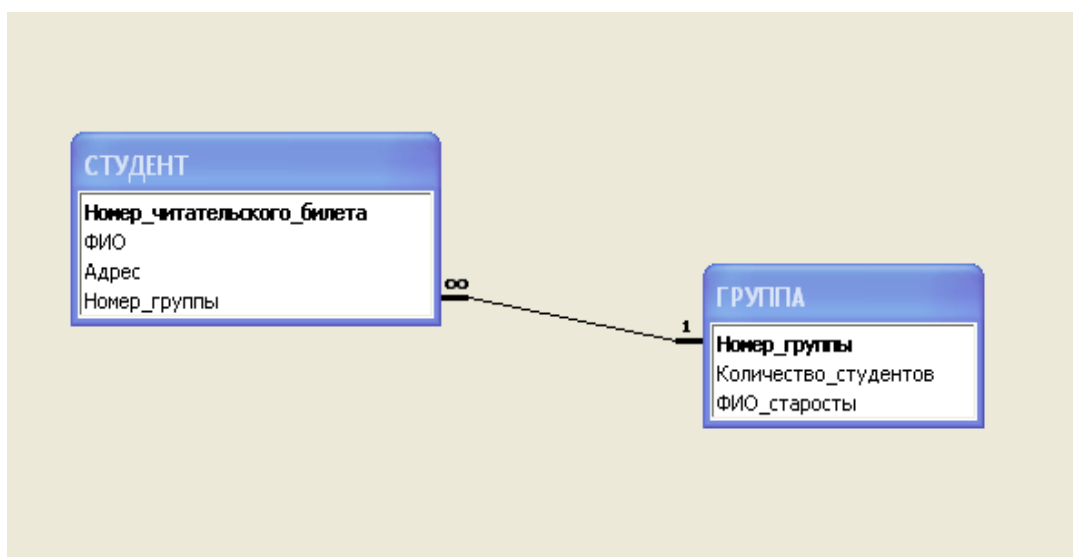 СТУДЕНТ
Номер_читательского_билета
ФИО
Адрес
Номер_группы
∞
1
ГРУППА
Номер_группы
Количество_студентов
ФИО_старосты